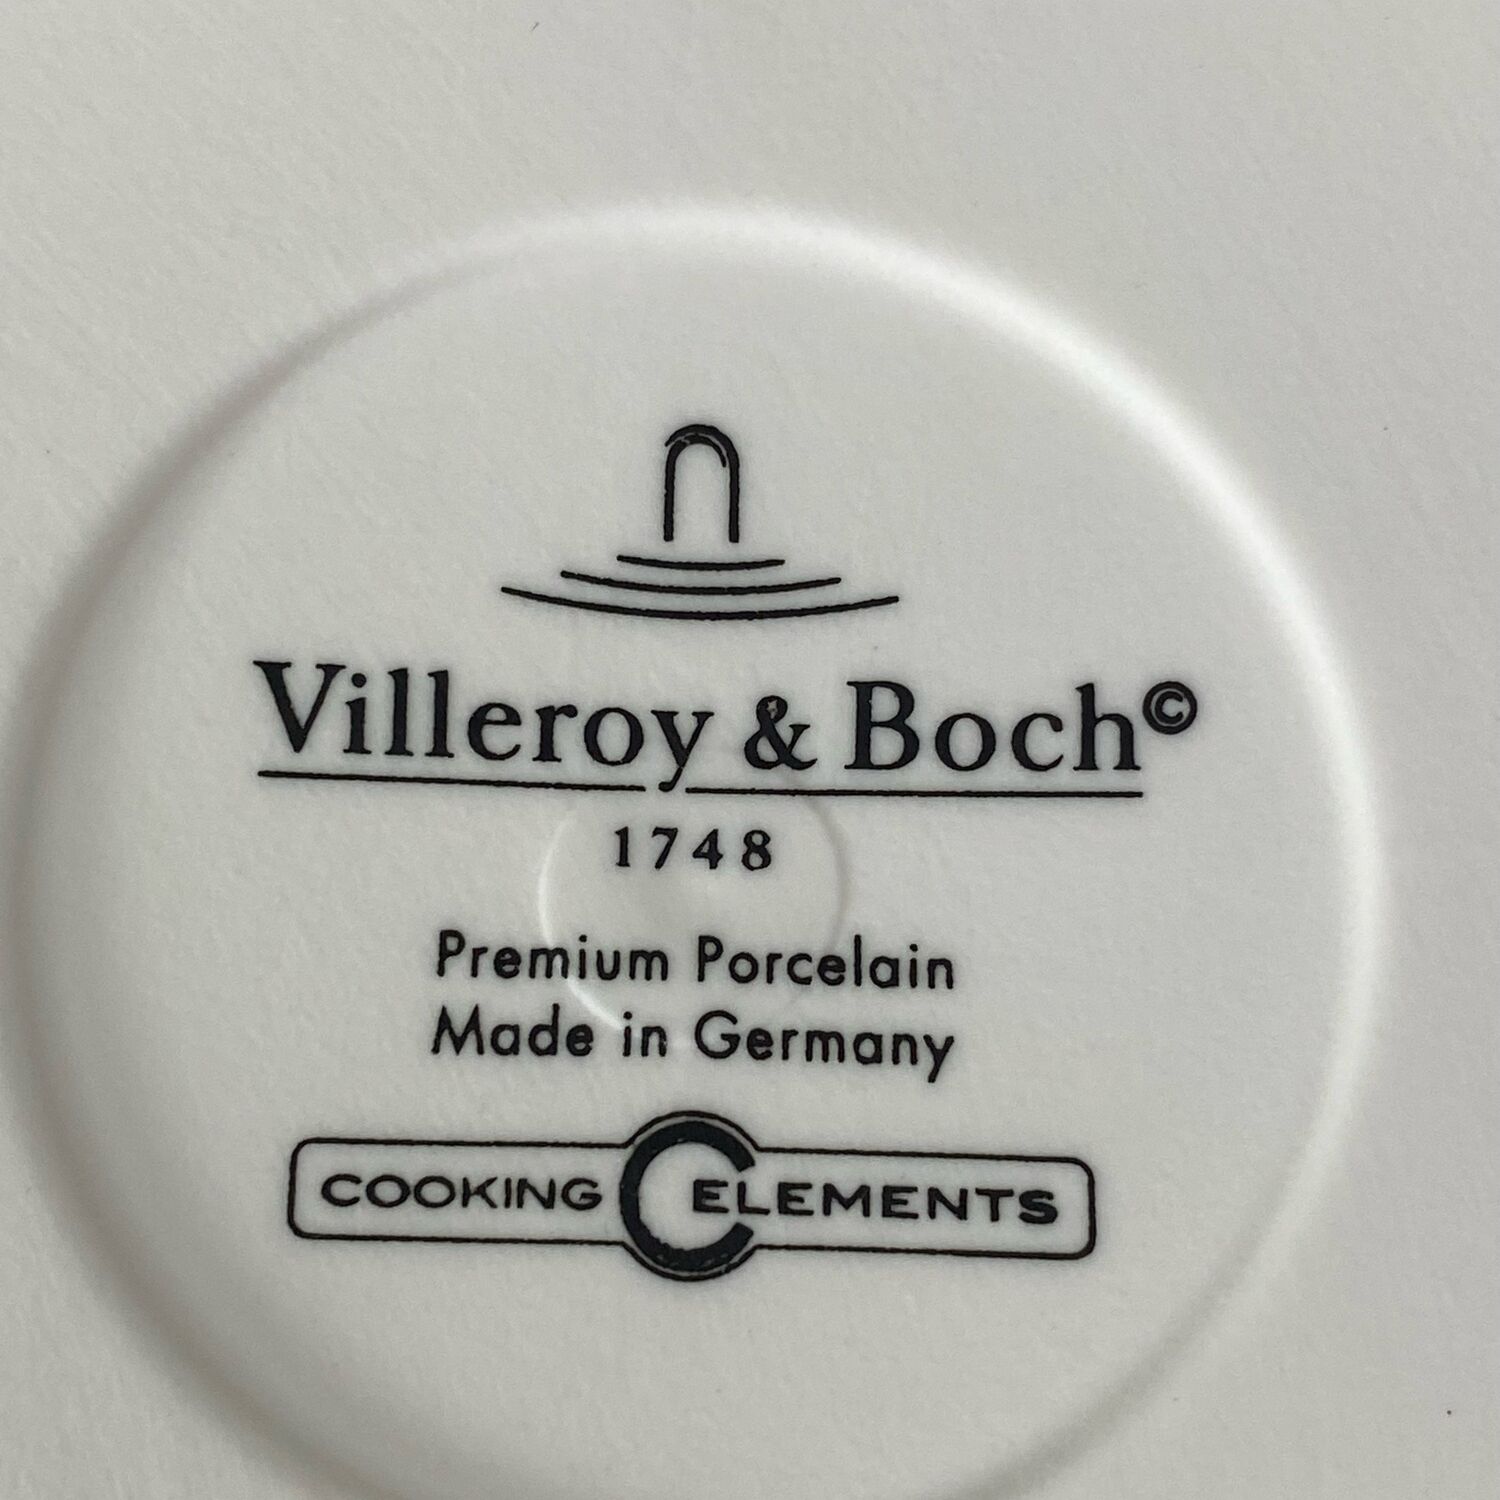 Villeroy & Boch©
1748
Premium Porcelain
Made in Germany
COOKING C ELEMENTS